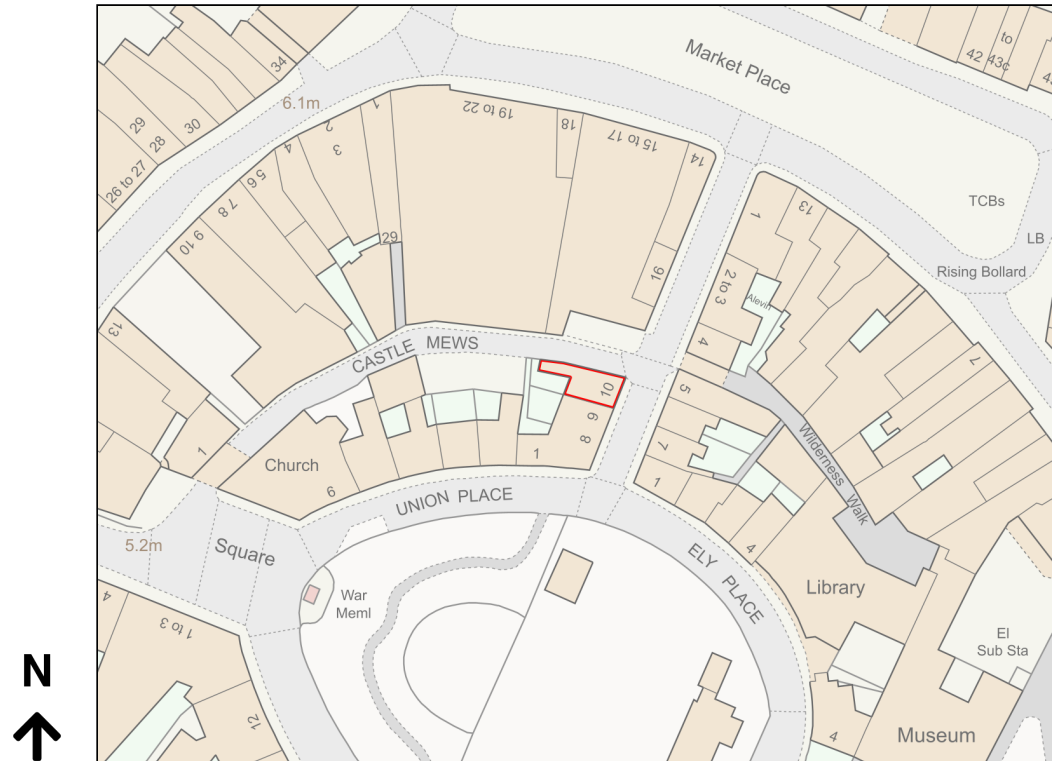 Market Place
to
42 43c
34
6.1m
19 to 22
18
15 to 17
14
1
2
3
4
5 6
7 8
9 10
29
30
28
26 to 27
29
16
13
1
2 to 3
Alevin
4
TCBs
LB
Rising Bollard
7
CASTLE MEWS
10
9
8
5
7
1
13
1
Church
6
1
UNION PLACE
Wilderness Walk
4
ELY PLACE
Library
5.2m
Square
War
Meml
El
Sub Sta
4
1 to 3
12
4
Museum
N